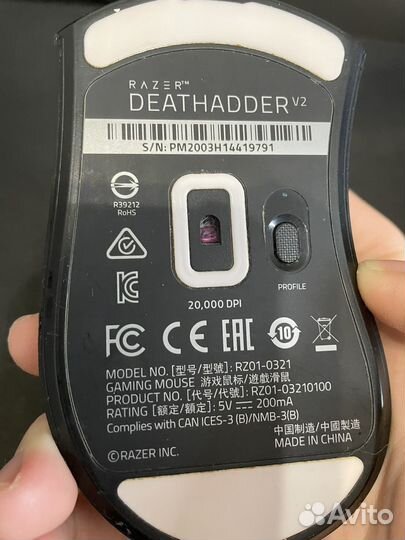 RAZER™
DEATHADDER V2
S/N: PM2003H14419791
R39212
RoHS
20,000 DPI
PROFILE
FC CE EAC 10
MODEL NO. [型号/型號]: RZ01-0321
GAMING MOUSE 游戏鼠标/遊戲滑鼠
PRODUCT NO. [代号/代號]: RZ01-03210100
RATING [额定/額定]: 5V ⎓ 200mA
Complies with CAN ICES-3 (B)/NMB-3(B)
中国制造/中國製造
MADE IN CHINA
©RAZER INC.
Avito